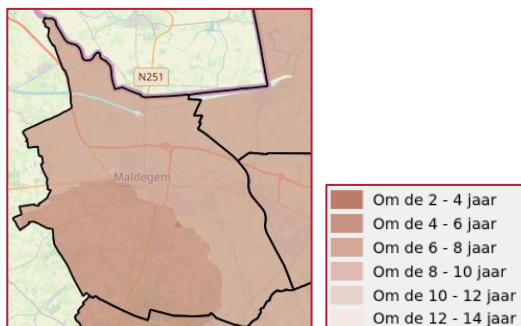 N251
Maldegem
Om de 2 - 4 jaar
Om de 4 - 6 jaar
Om de 6 - 8 jaar
Om de 8 - 10 jaar
Om de 10 - 12 jaar
Om de 12 - 14 jaar